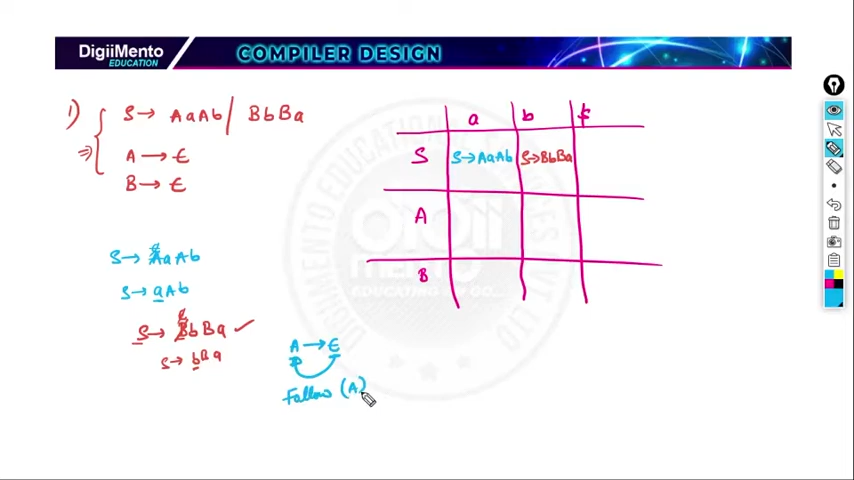 DigiiMento
EDUCATION
COMPILER DESIGN
1) S → AaAb / BbBa
⇒ A → ϵ
B → ϵ
a b $
S S→AaAb S→BbBa
A
B
S → AaAb
ϵ
S → aAb
S → BbBa ✓
ϵ
S → bBa
A → ϵ
Follow (A)